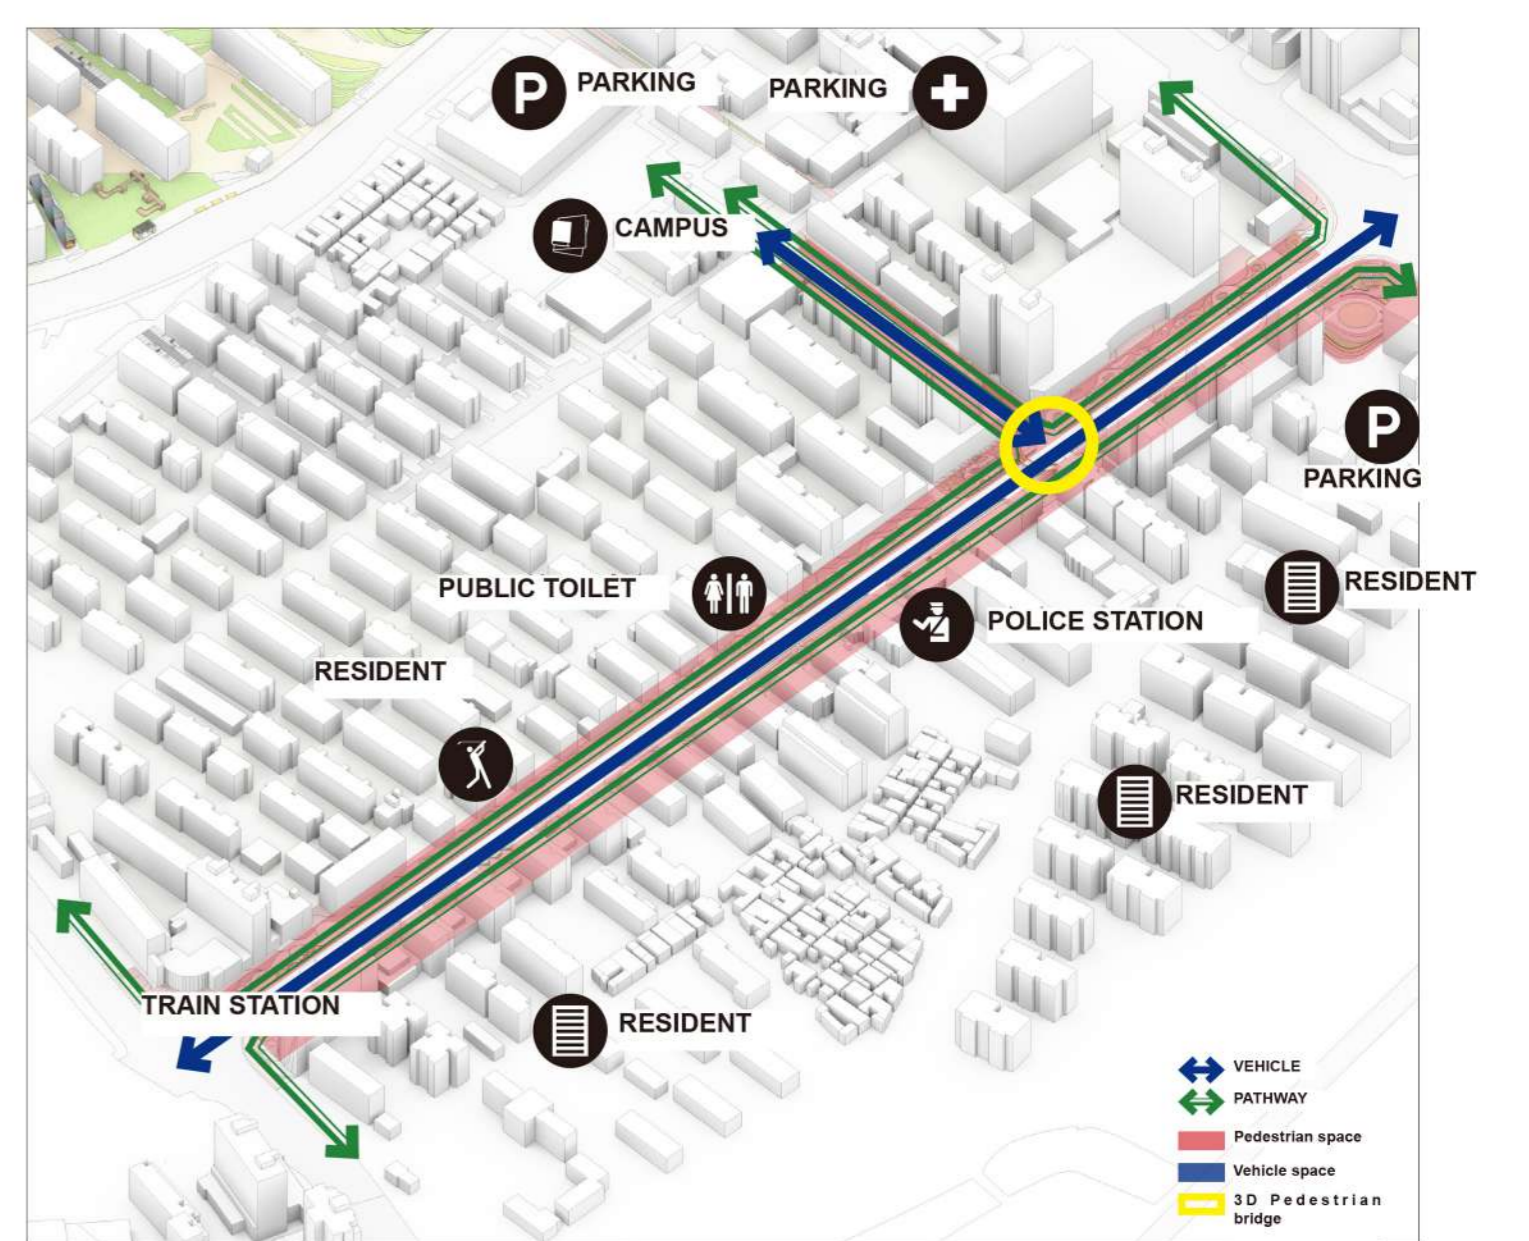 P PARKING
PARKING
CAMPUS
P
PARKING
PUBLIC TOILET
RESIDENT
POLICE STATION
RESIDENT
RESIDENT
TRAIN STATION
RESIDENT
VEHICLE
PATHWAY
Pedestrian space
Vehicle space
3D Pedestrian
bridge